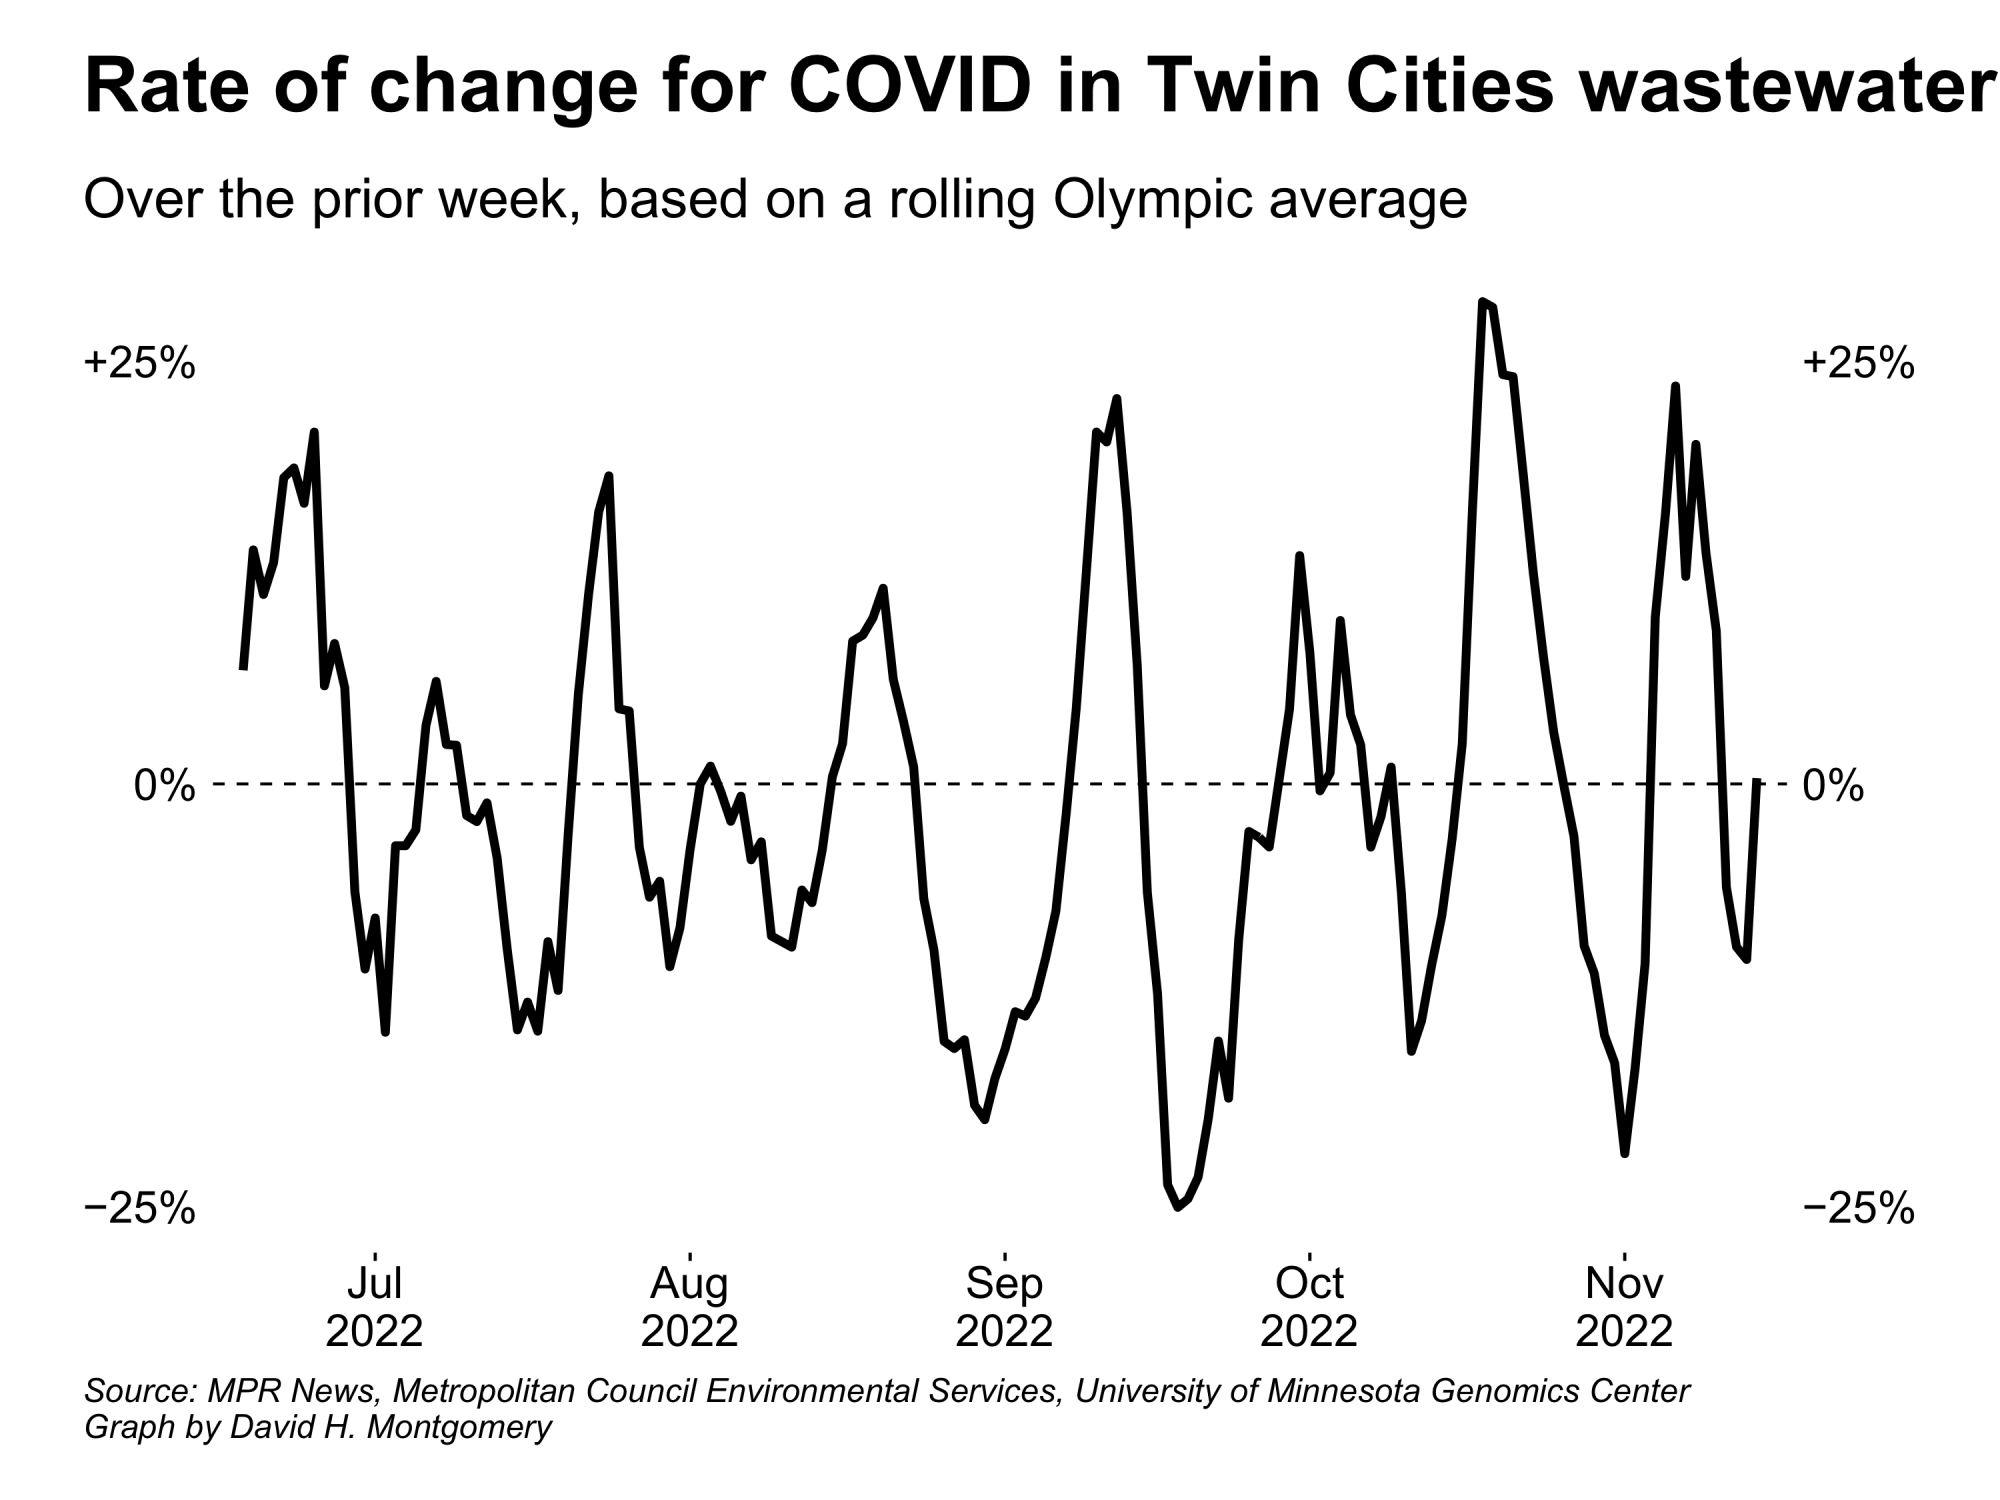 Rate of change for COVID in Twin Cities wastewater
Over the prior week, based on a rolling Olympic average
+25%
+25%
0%
0%
−25%
−25%
Jul
2022
Aug
2022
Sep
2022
Oct
2022
Nov
2022
Source: MPR News, Metropolitan Council Environmental Services, University of Minnesota Genomics Center
Graph by David H. Montgomery